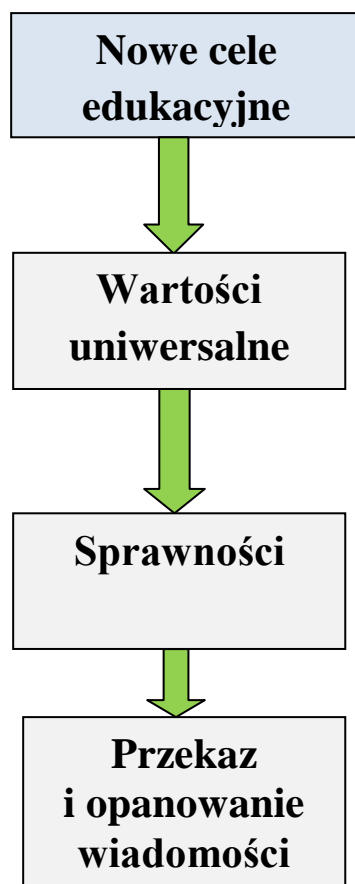 Nowe cele
edukacyjne
Wartości
uniwersalne
Sprawności
Przekaz
i opanowanie
wiadomości